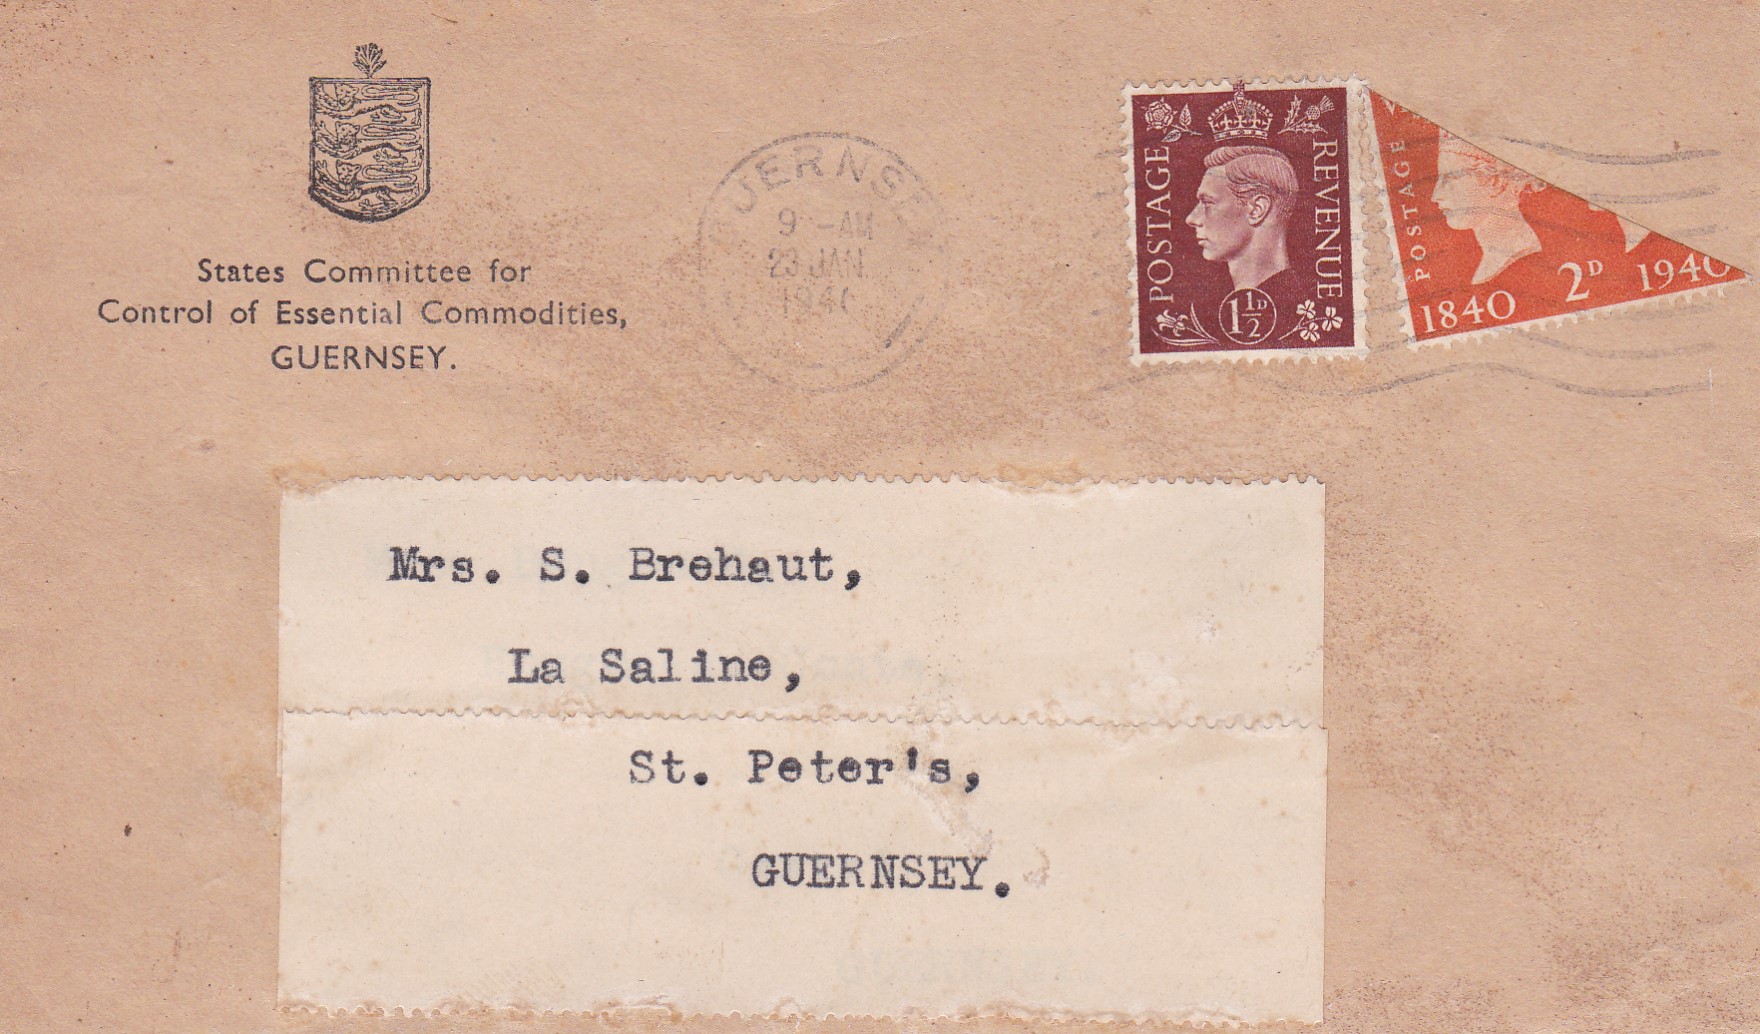 States Committee for
Control of Essential Commodities,
GUERNSEY.
9 - AM
23 JAN
POSTAGE
REVENUE
1½D
POSTAGE
1840
2D
1940
Mrs. S. Brehaut,
La Saline,
St. Peter's,
GUERNSEY.